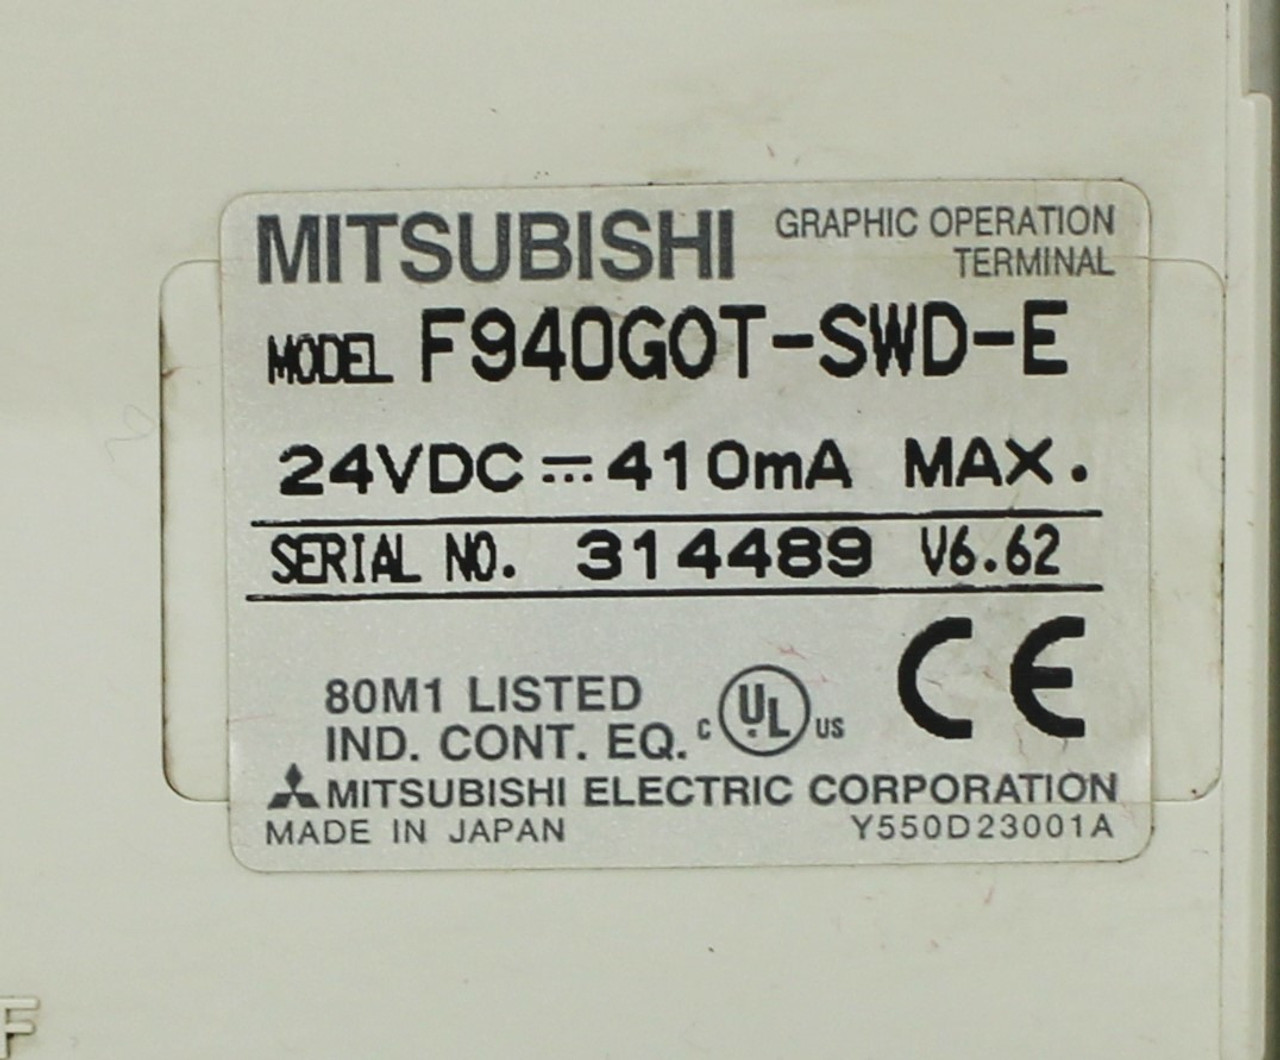 MITSUBISHI GRAPHIC OPERATION
TERMINAL
MODEL F940GOT-SWD-E
24VDC⎓410mA MAX.
SERIAL NO. 314489 V6.62
80M1 LISTED
IND. CONT. EQ. C UL US CE
MITSUBISHI ELECTRIC CORPORATION
MADE IN JAPAN Y550D23001A
F